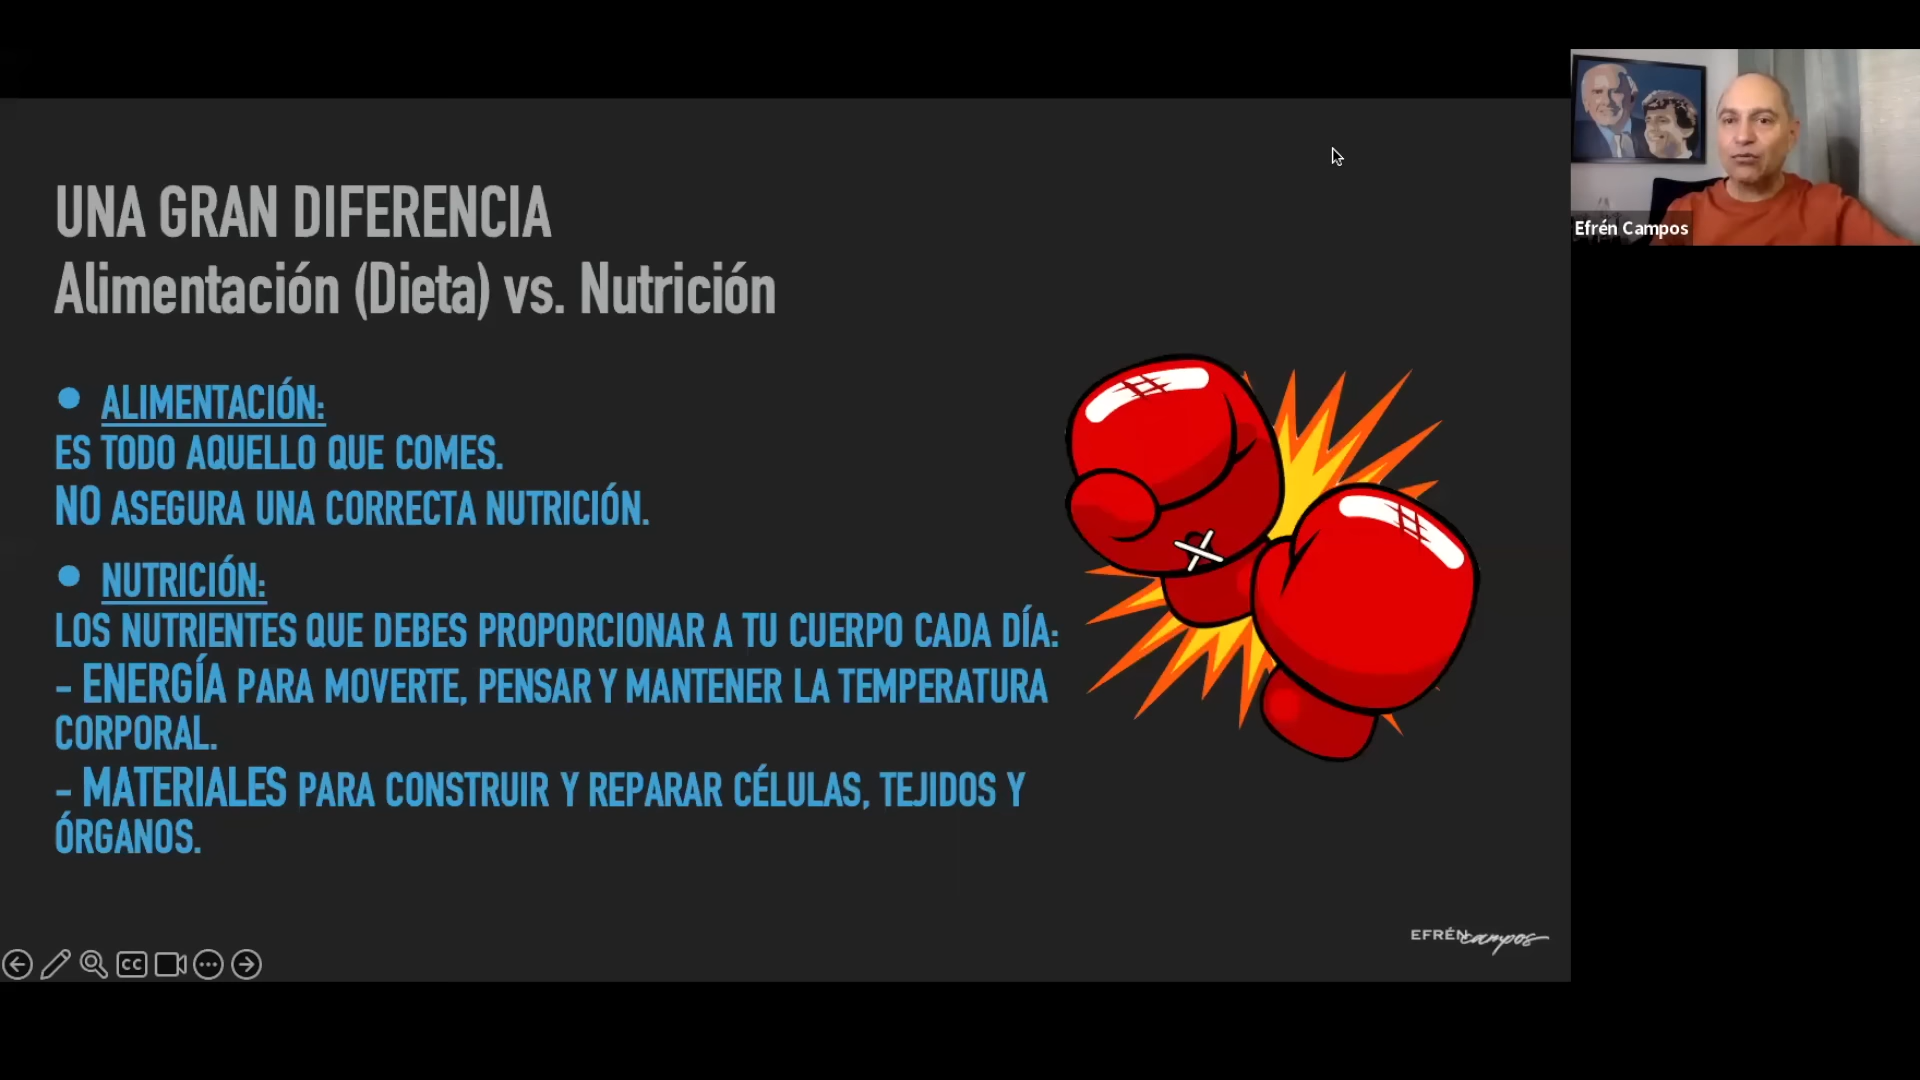 UNA GRAN DIFERENCIA
Alimentación (Dieta) vs. Nutrición
• ALIMENTACIÓN:
ES TODO AQUELLO QUE COMES.
NO ASEGURA UNA CORRECTA NUTRICIÓN.
• NUTRICIÓN:
LOS NUTRIENTES QUE DEBES PROPORCIONAR A TU CUERPO CADA DÍA:
- ENERGÍA PARA MOVERTE, PENSAR Y MANTENER LA TEMPERATURA
CORPORAL.
- MATERIALES PARA CONSTRUIR Y REPARAR CÉLULAS, TEJIDOS Y
ÓRGANOS.
EFRÉN campos
CC
Efrén Campos